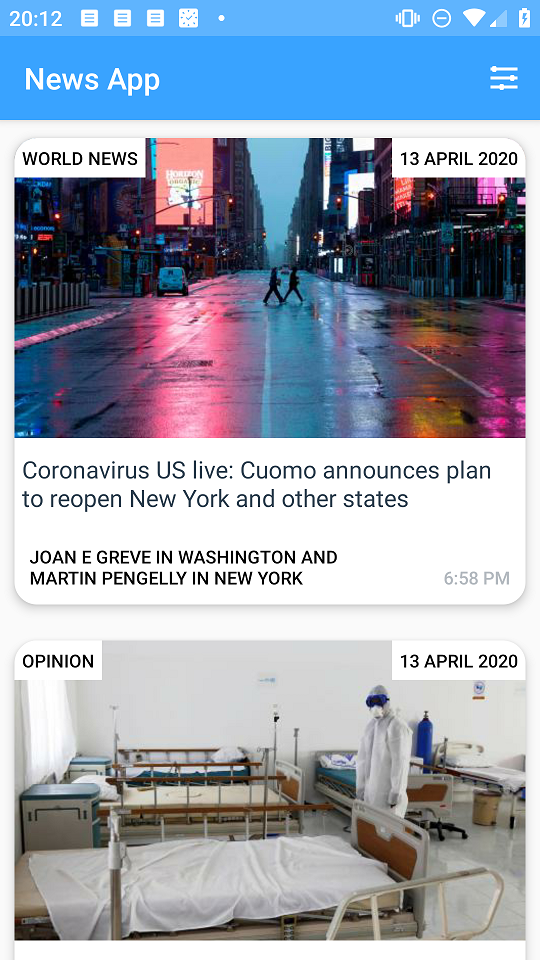 20:12
News App
WORLD NEWS
13 APRIL 2020
HORIZON
ORGANIC
Coronavirus US live: Cuomo announces plan
to reopen New York and other states
JOAN E GREVE IN WASHINGTON AND
MARTIN PENGELLY IN NEW YORK
6:58 PM
OPINION
13 APRIL 2020